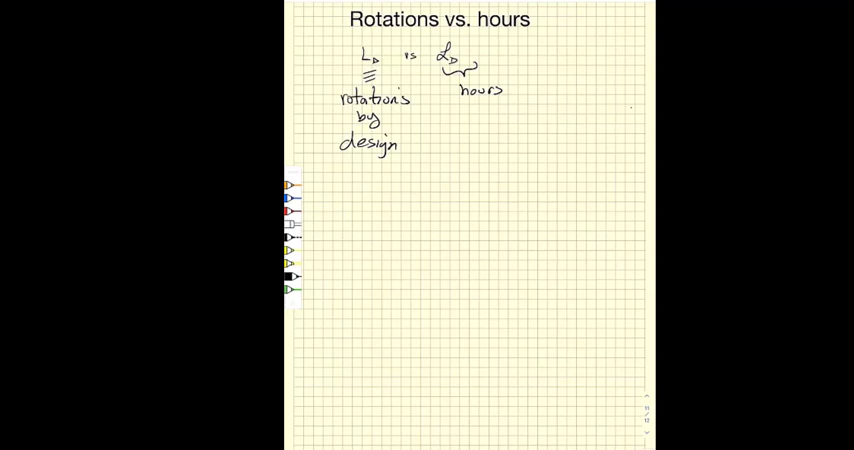 Rotations vs. hours
L_D vs ℒ_D
rotations hours
by
design